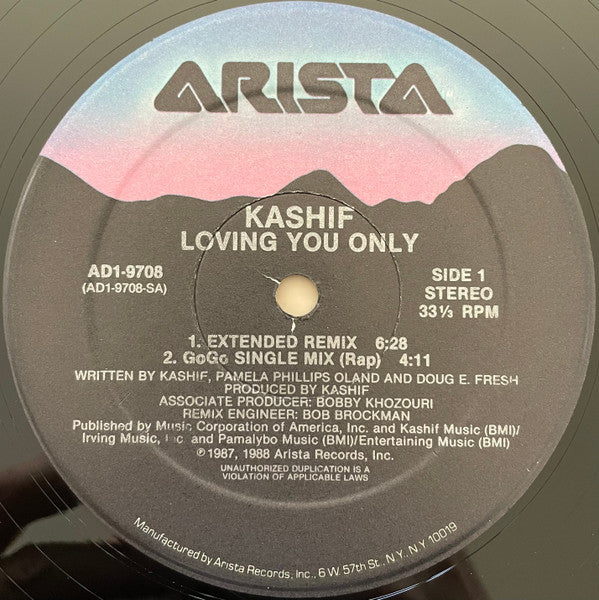 ARISTA
KASHIF
LOVING YOU ONLY
AD1-9708
(AD1-9708-SA)
SIDE 1
STEREO
33⅓ RPM
1. EXTENDED REMIX 6:28
2. GoGo SINGLE MIX (Rap) 4:11
WRITTEN BY KASHIF, PAMELA PHILLIPS OLAND AND DOUG E. FRESH
PRODUCED BY KASHIF
ASSOCIATE PRODUCER: BOBBY KHOZOURI
REMIX ENGINEER: BOB BROCKMAN
Published by Music Corporation of America, Inc. and Kashif Music (BMI)/
Irving Music, Inc. and Pamalybo Music (BMI)/Entertaining Music (BMI)
℗©1987, 1988 Arista Records, Inc.
UNAUTHORIZED DUPLICATION IS A
VIOLATION OF APPLICABLE LAWS
Manufactured by Arista Records, Inc., 6 W. 57th St., N.Y., N.Y. 10019